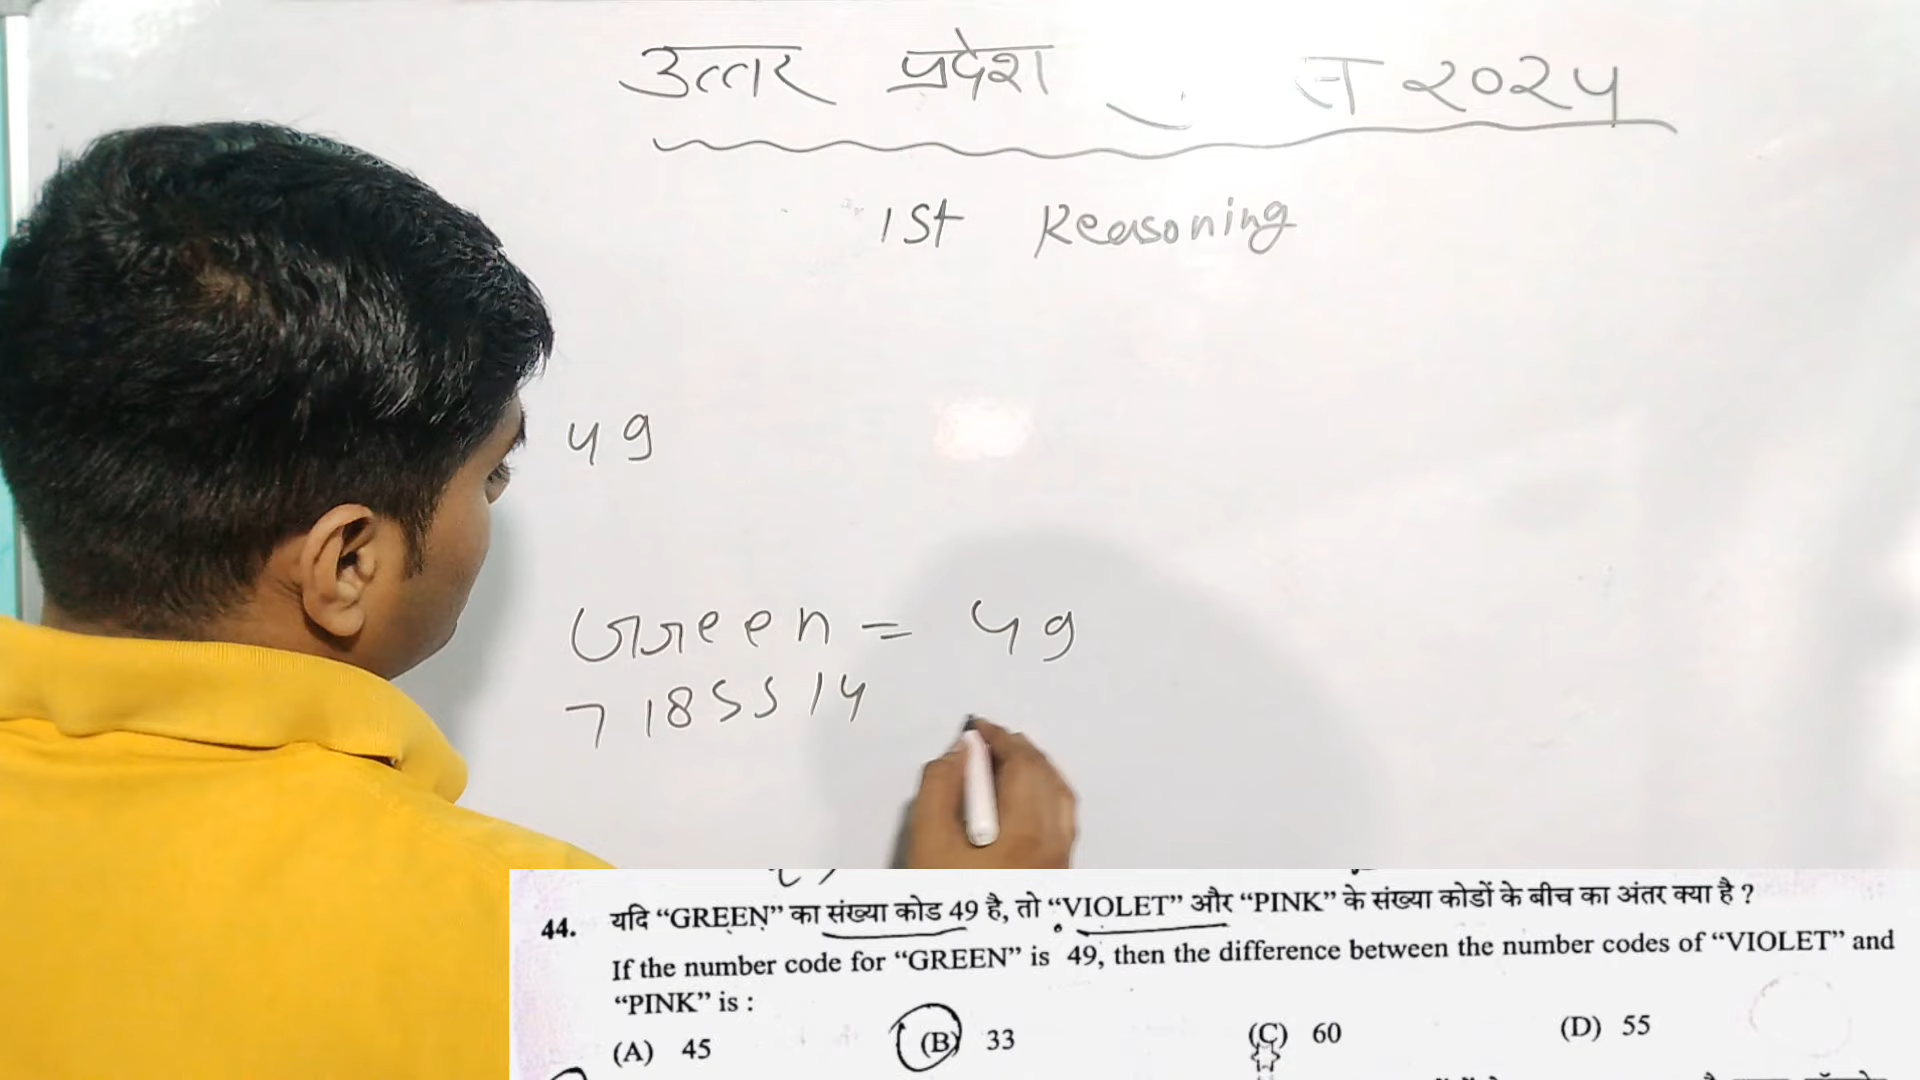 उत्तर प्रदेश त २०२५
1st Reasoning
49
Green = 49
7 18 5 5 14
44. यदि “GREEN” का संख्या कोड 49 है, तो “VIOLET” और “PINK” के संख्या कोडों के बीच का अंतर क्या है ?
If the number code for “GREEN” is 49, then the difference between the number codes of “VIOLET” and
“PINK” is :
(A) 45 (B) 33 (C) 60 (D) 55